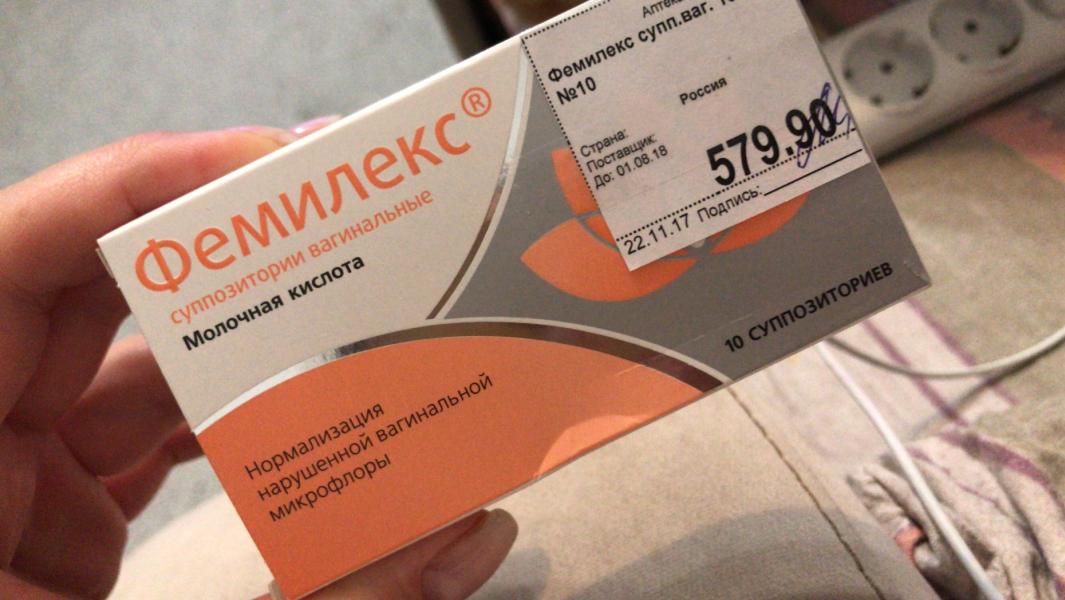 Фемилекс®
суппозитории вагинальные
Молочная кислота
Нормализация
нарушенной вагинальной
микрофлоры
Фемилекс супп.ваг.
№10
Россия
Страна:
Поставщик:
До: 01.08.18
579.90
22.11.17 Подпись:
10 СУППОЗИТОРИЕВ